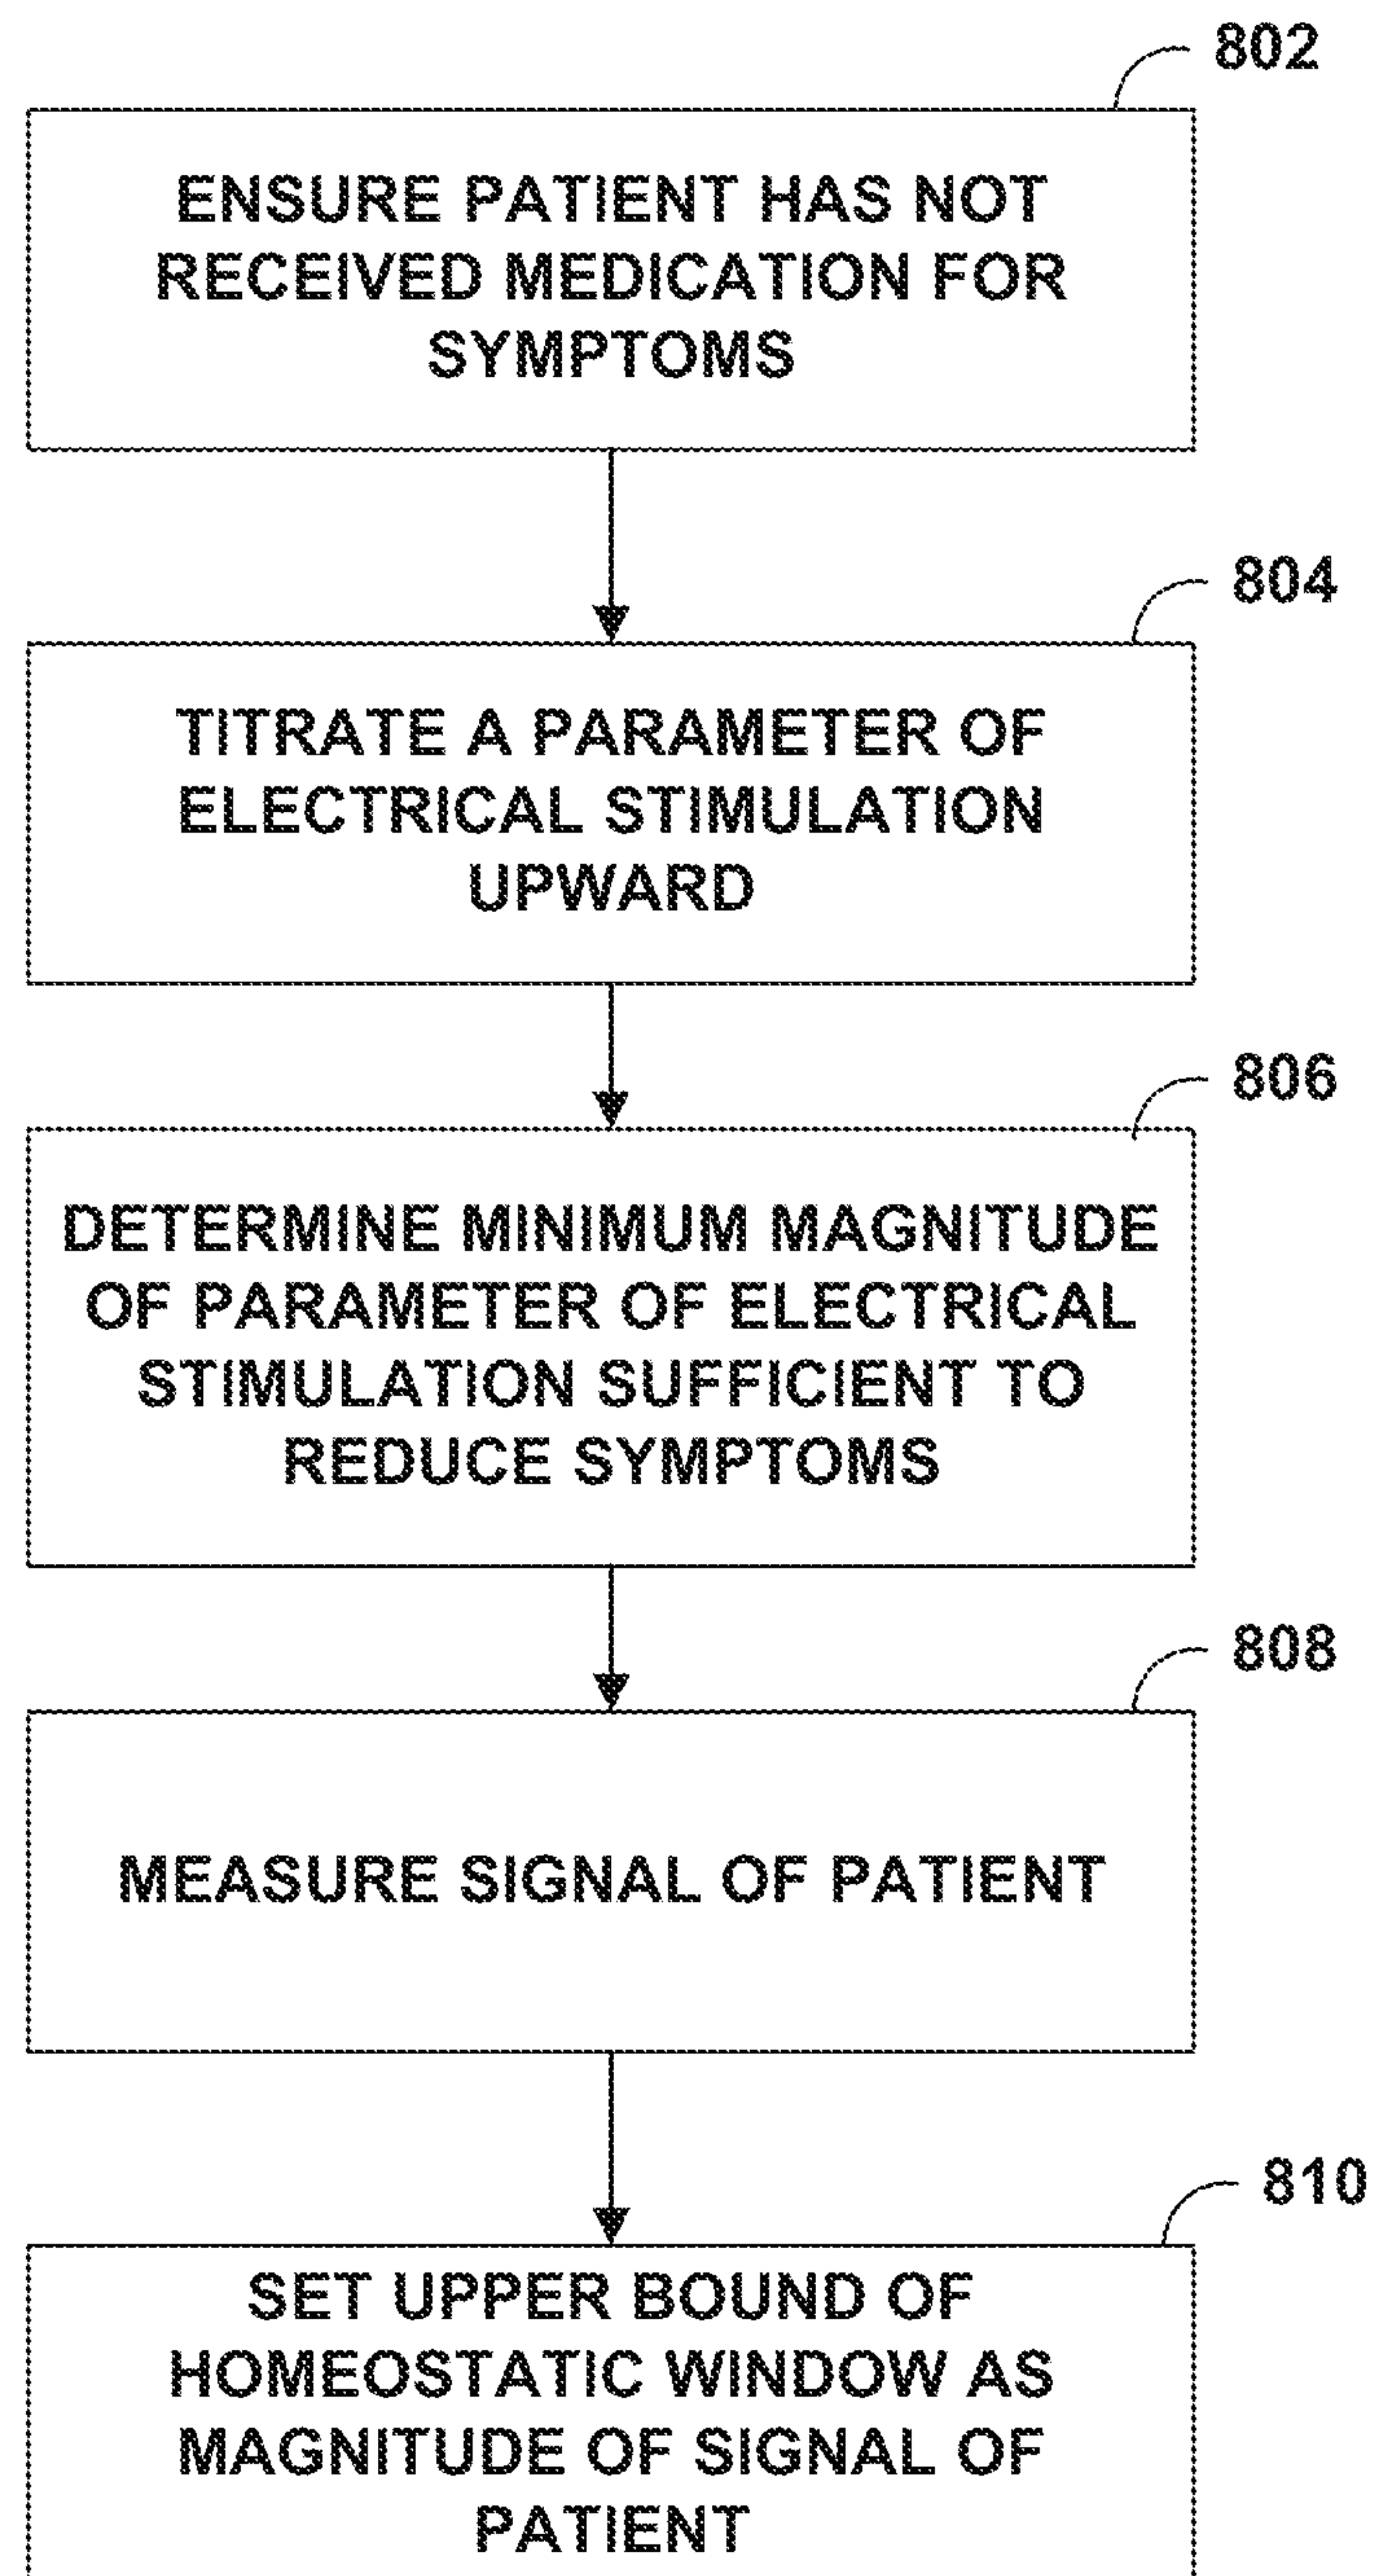 802
ENSURE PATIENT HAS NOT
RECEIVED MEDICATION FOR
SYMPTOMS
804
TITRATE A PARAMETER OF
ELECTRICAL STIMULATION
UPWARD
806
DETERMINE MINIMUM MAGNITUDE
OF PARAMETER OF ELECTRICAL
STIMULATION SUFFICIENT TO
REDUCE SYMPTOMS
808
MEASURE SIGNAL OF PATIENT
810
SET UPPER BOUND OF
HOMEOSTATIC WINDOW AS
MAGNITUDE OF SIGNAL OF
PATIENT